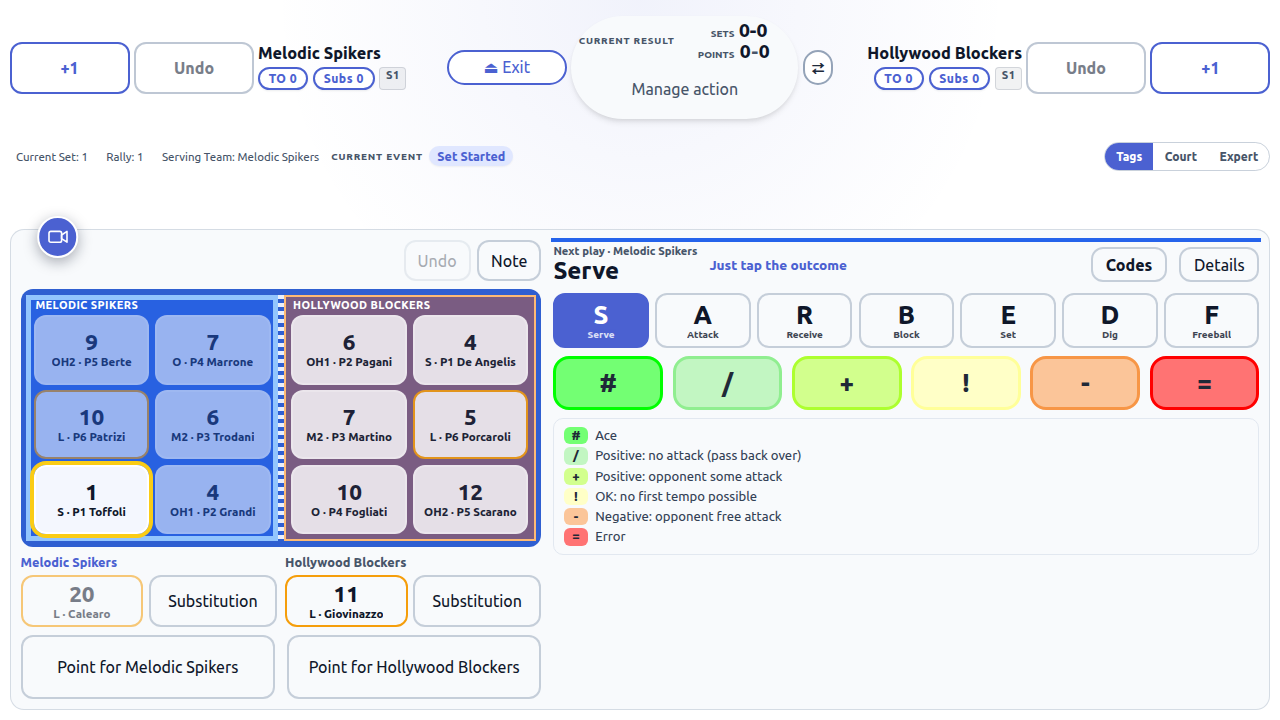 +1
Undo
Melodic Spikers
TO 0
Subs 0
S1
⏏ Exit
CURRENT RESULT
SETS 0-0
POINTS 0-0
Manage action
Hollywood Blockers
TO 0
Subs 0
S1
Undo
+1
Current Set: 1
Rally: 1
Serving Team: Melodic Spikers
CURRENT EVENT
Set Started
Tags
Court
Expert
Undo
Note
MELODIC SPIKERS
9
OH2 · P5 Berte
7
O · P4 Marrone
10
L · P6 Patrizi
6
M2 · P3 Trodani
1
S · P1 Toffoli
4
OH1 · P2 Grandi
HOLLYWOOD BLOCKERS
6
OH1 · P2 Pagani
4
S · P1 De Angelis
7
M2 · P3 Martino
5
L · P6 Porcaroli
10
O · P4 Fogliati
12
OH2 · P5 Scarano
Melodic Spikers
20
L · Calearo
Substitution
Hollywood Blockers
11
L · Giovinazzo
Substitution
Point for Melodic Spikers
Point for Hollywood Blockers
Next play · Melodic Spikers
Serve
Just tap the outcome
Codes
Details
S
Serve
A
Attack
R
Receive
B
Block
E
Set
D
Dig
F
Freeball
#
/
+
!
-
=
# Ace
/ Positive: no attack (pass back over)
+ Positive: opponent some attack
! OK: no first tempo possible
- Negative: opponent free attack
= Error